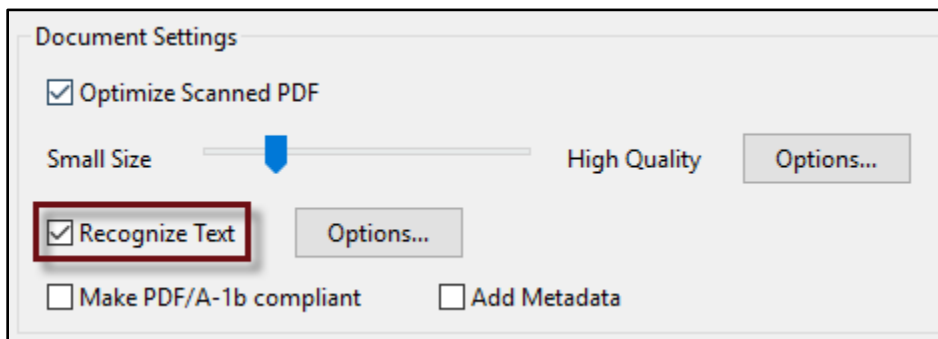 Document Settings
Optimize Scanned PDF
Small Size High Quality Options...
Recognize Text Options...
Make PDF/A-1b compliant Add Metadata